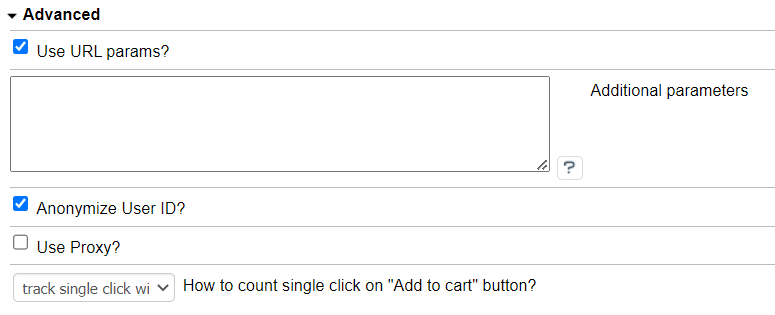 Advanced
Use URL params?
Additional parameters
?
Anonymize User ID?
Use Proxy?
track single click wi How to count single click on "Add to cart" button?